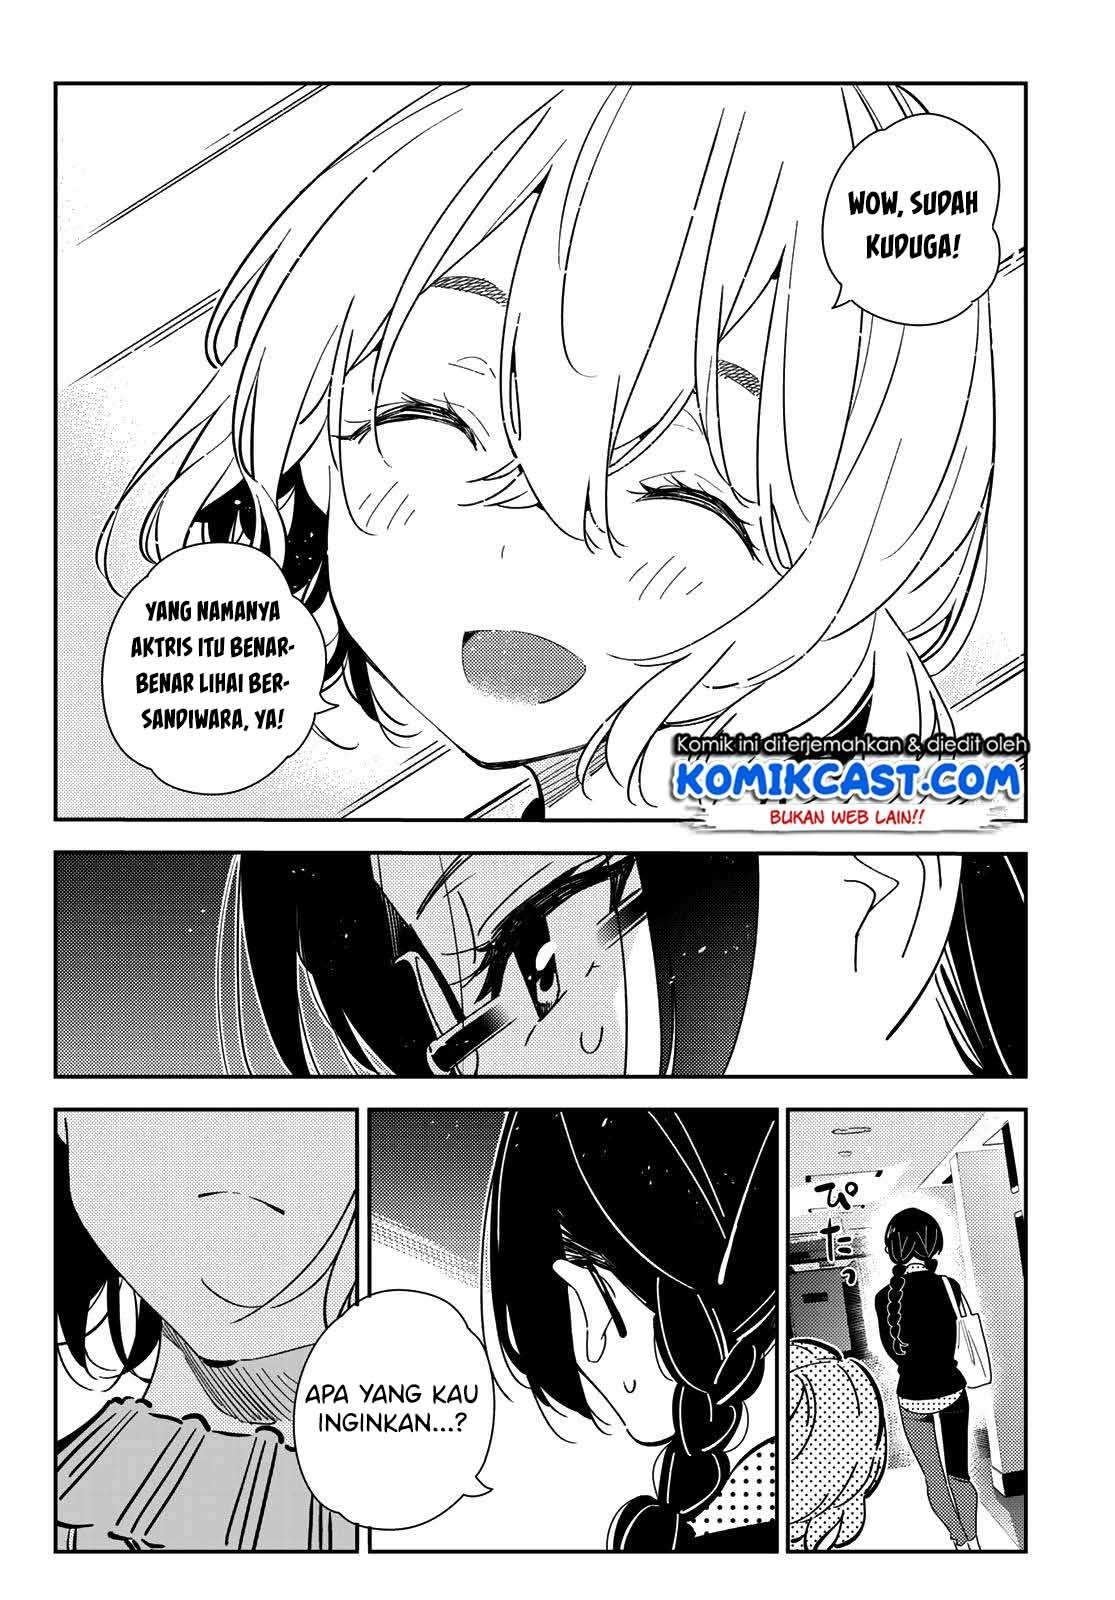 WOW, SUDAH
KUDUGA!
YANG NAMANYA
AKTRIS ITU BENAR-
BENAR LIHAI BER-
SANDIWARA, YA!
Komik ini diterjemahkan & diedit oleh
KOMIKCAST.COM
BUKAN WEB LAIN!!
ぴたっ
APA YANG KAU
INGINKAN...?